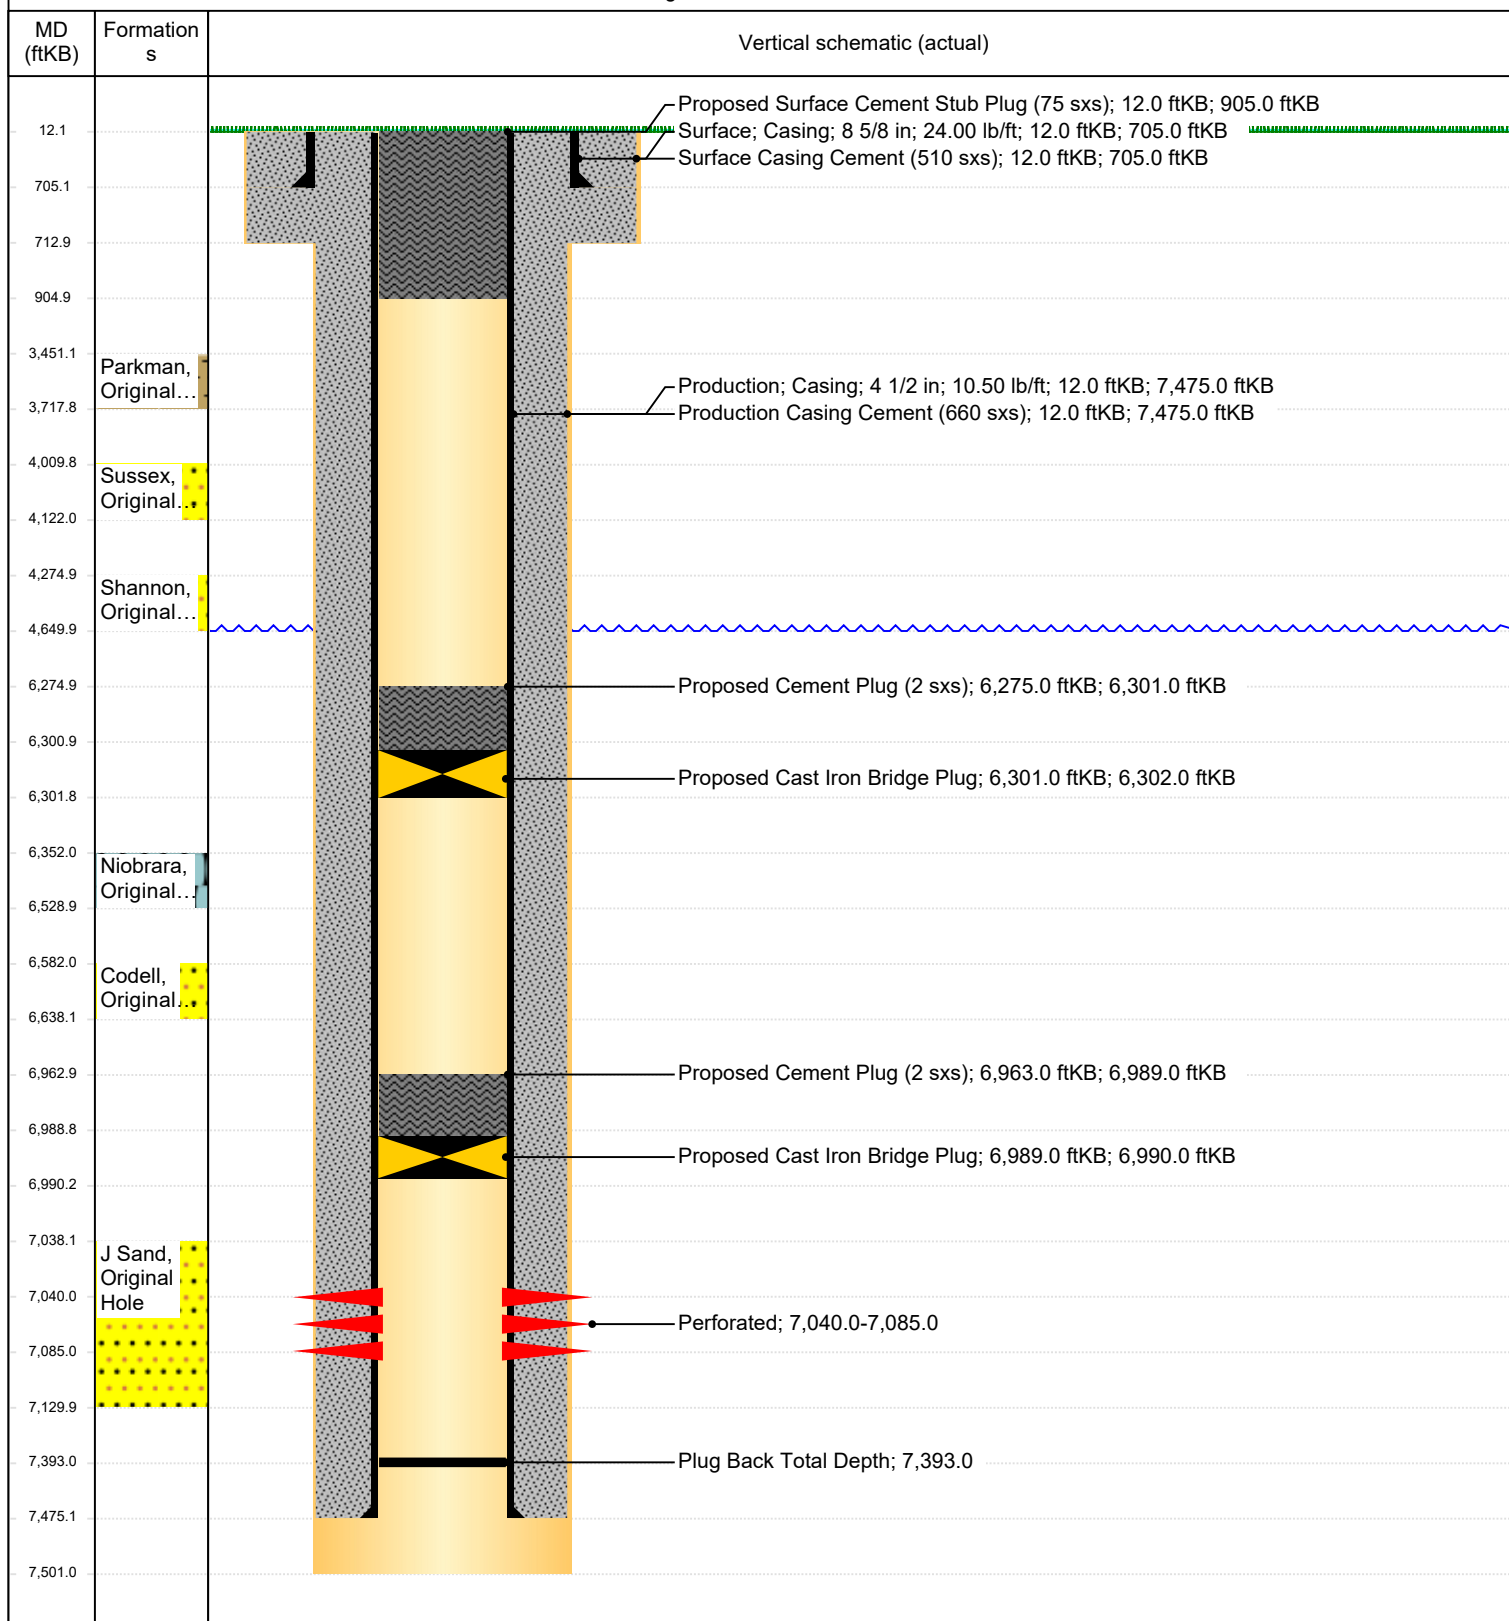 MD
(ftKB)
Formation
s
Vertical schematic (actual)
12.1
705.1
712.9
904.9
3,451.1
3,717.8
4,009.8
4,122.0
4,274.9
4,649.9
6,274.9
6,300.9
6,301.8
6,352.0
6,528.9
6,582.0
6,638.1
6,962.9
6,988.8
6,990.2
7,038.1
7,040.0
7,085.0
7,129.9
7,393.0
7,475.1
7,501.0
Parkman,
Original...
Sussex,
Original...
Shannon,
Original...
Niobrara,
Original...
Codell,
Original...
J Sand,
Original
Hole
Proposed Surface Cement Stub Plug (75 sxs); 12.0 ftKB; 905.0 ftKB
Surface; Casing; 8 5/8 in; 24.00 lb/ft; 12.0 ftKB; 705.0 ftKB
Surface Casing Cement (510 sxs); 12.0 ftKB; 705.0 ftKB
Production; Casing; 4 1/2 in; 10.50 lb/ft; 12.0 ftKB; 7,475.0 ftKB
Production Casing Cement (660 sxs); 12.0 ftKB; 7,475.0 ftKB
Proposed Cement Plug (2 sxs); 6,275.0 ftKB; 6,301.0 ftKB
Proposed Cast Iron Bridge Plug; 6,301.0 ftKB; 6,302.0 ftKB
Proposed Cement Plug (2 sxs); 6,963.0 ftKB; 6,989.0 ftKB
Proposed Cast Iron Bridge Plug; 6,989.0 ftKB; 6,990.0 ftKB
Perforated; 7,040.0-7,085.0
Plug Back Total Depth; 7,393.0